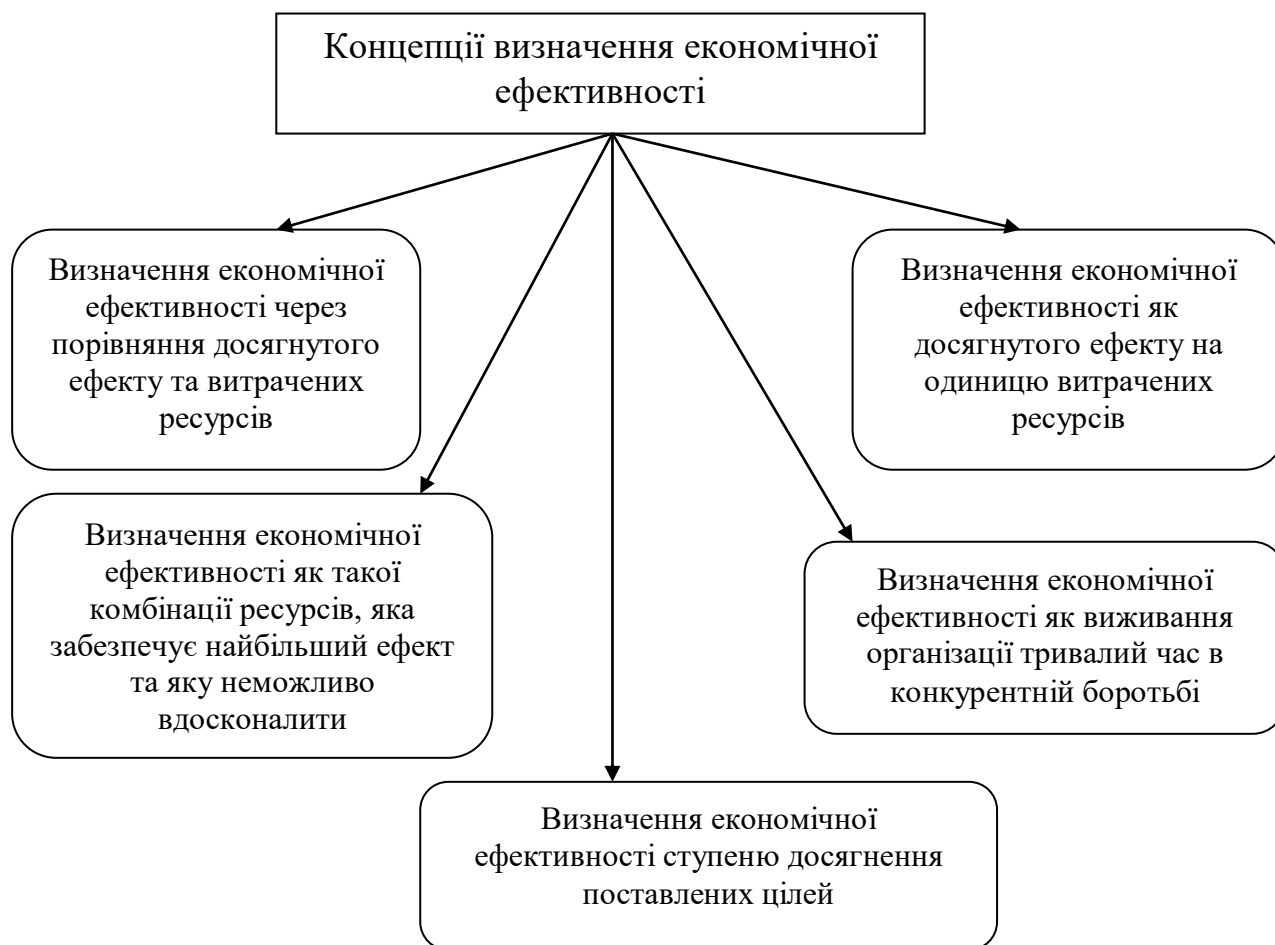 Концепції визначення економічної
ефективності
Визначення економічної
ефективності через
порівняння досягнутого
ефекту та витрачених
ресурсів
Визначення економічної
ефективності як
досягнутого ефекту на
одиницю витрачених
ресурсів
Визначення економічної
ефективності як такої
комбінації ресурсів, яка
забезпечує найбільший ефект
та яку неможливо
вдосконалити
Визначення економічної
ефективності як виживання
організації тривалий час в
конкурентній боротьбі
Визначення економічної
ефективності ступеню досягнення
поставлених цілей